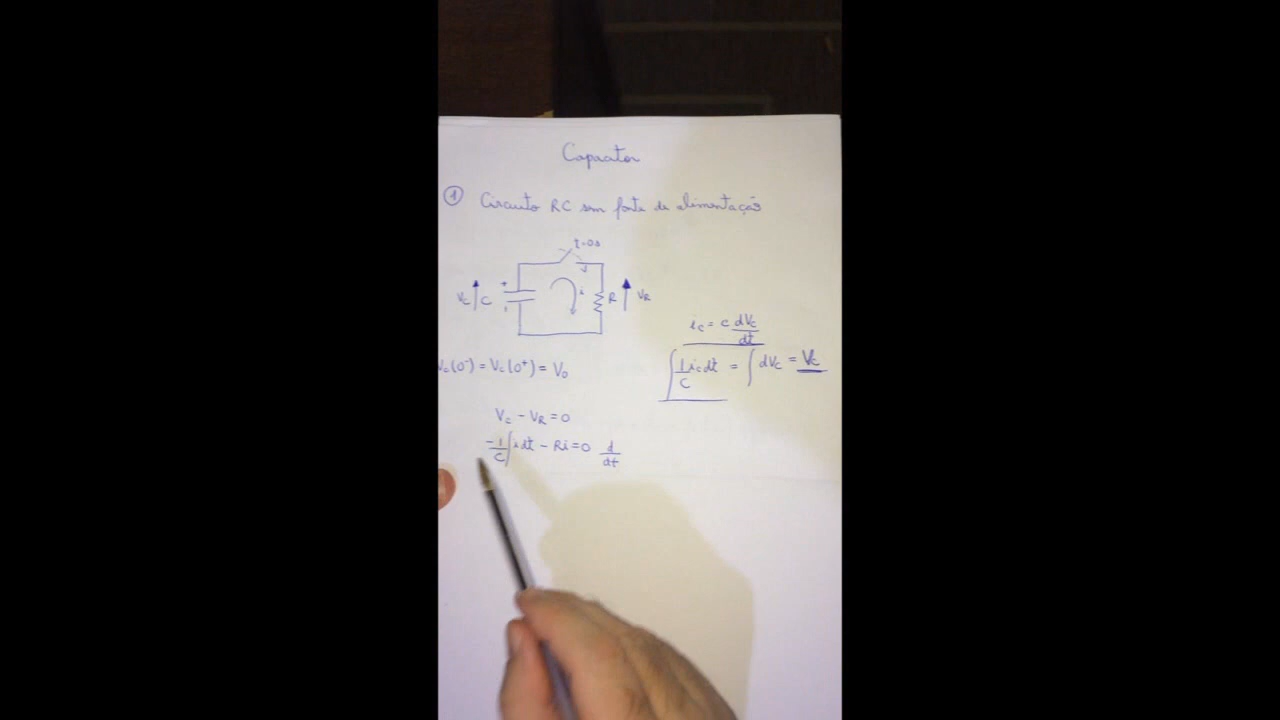 Capacitor
1 Circuito RC sem fonte de alimentação
t=0s
Vc C + - i R VR
Vc(0⁻) = Vc(0⁺) = V0
ic = C dVc/dt
∫ 1/C ic dt = ∫ dVc = Vc
Vc - VR = 0
-1/C ∫ i dt - Ri = 0 d/dt